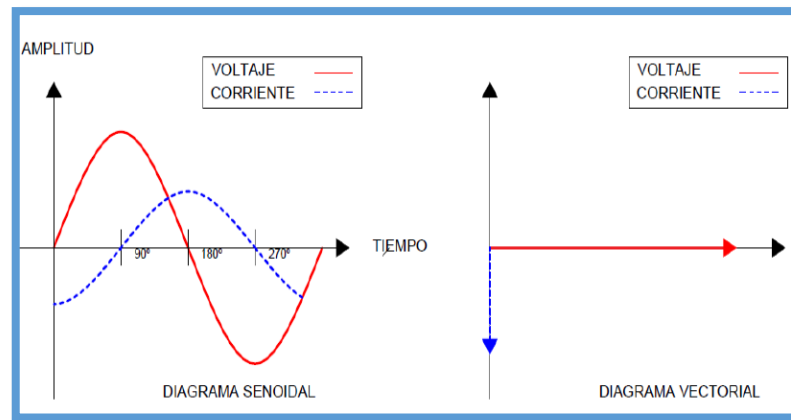 AMPLITUD
VOLTAJE
CORRIENTE
90º
180º
270º
TIEMPO
DIAGRAMA SENOIDAL
VOLTAJE
CORRIENTE
DIAGRAMA VECTORIAL